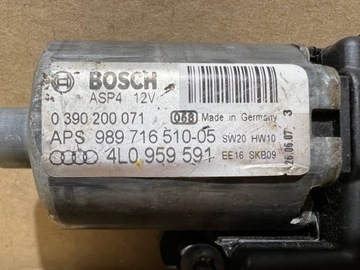 BOSCH
ASP4 12V
0 390 200 071 068 Made in Germany
APS 989 716 510-05 SW20 HW10
4L0 959 591 EE16 SKB09
26.06.07 3